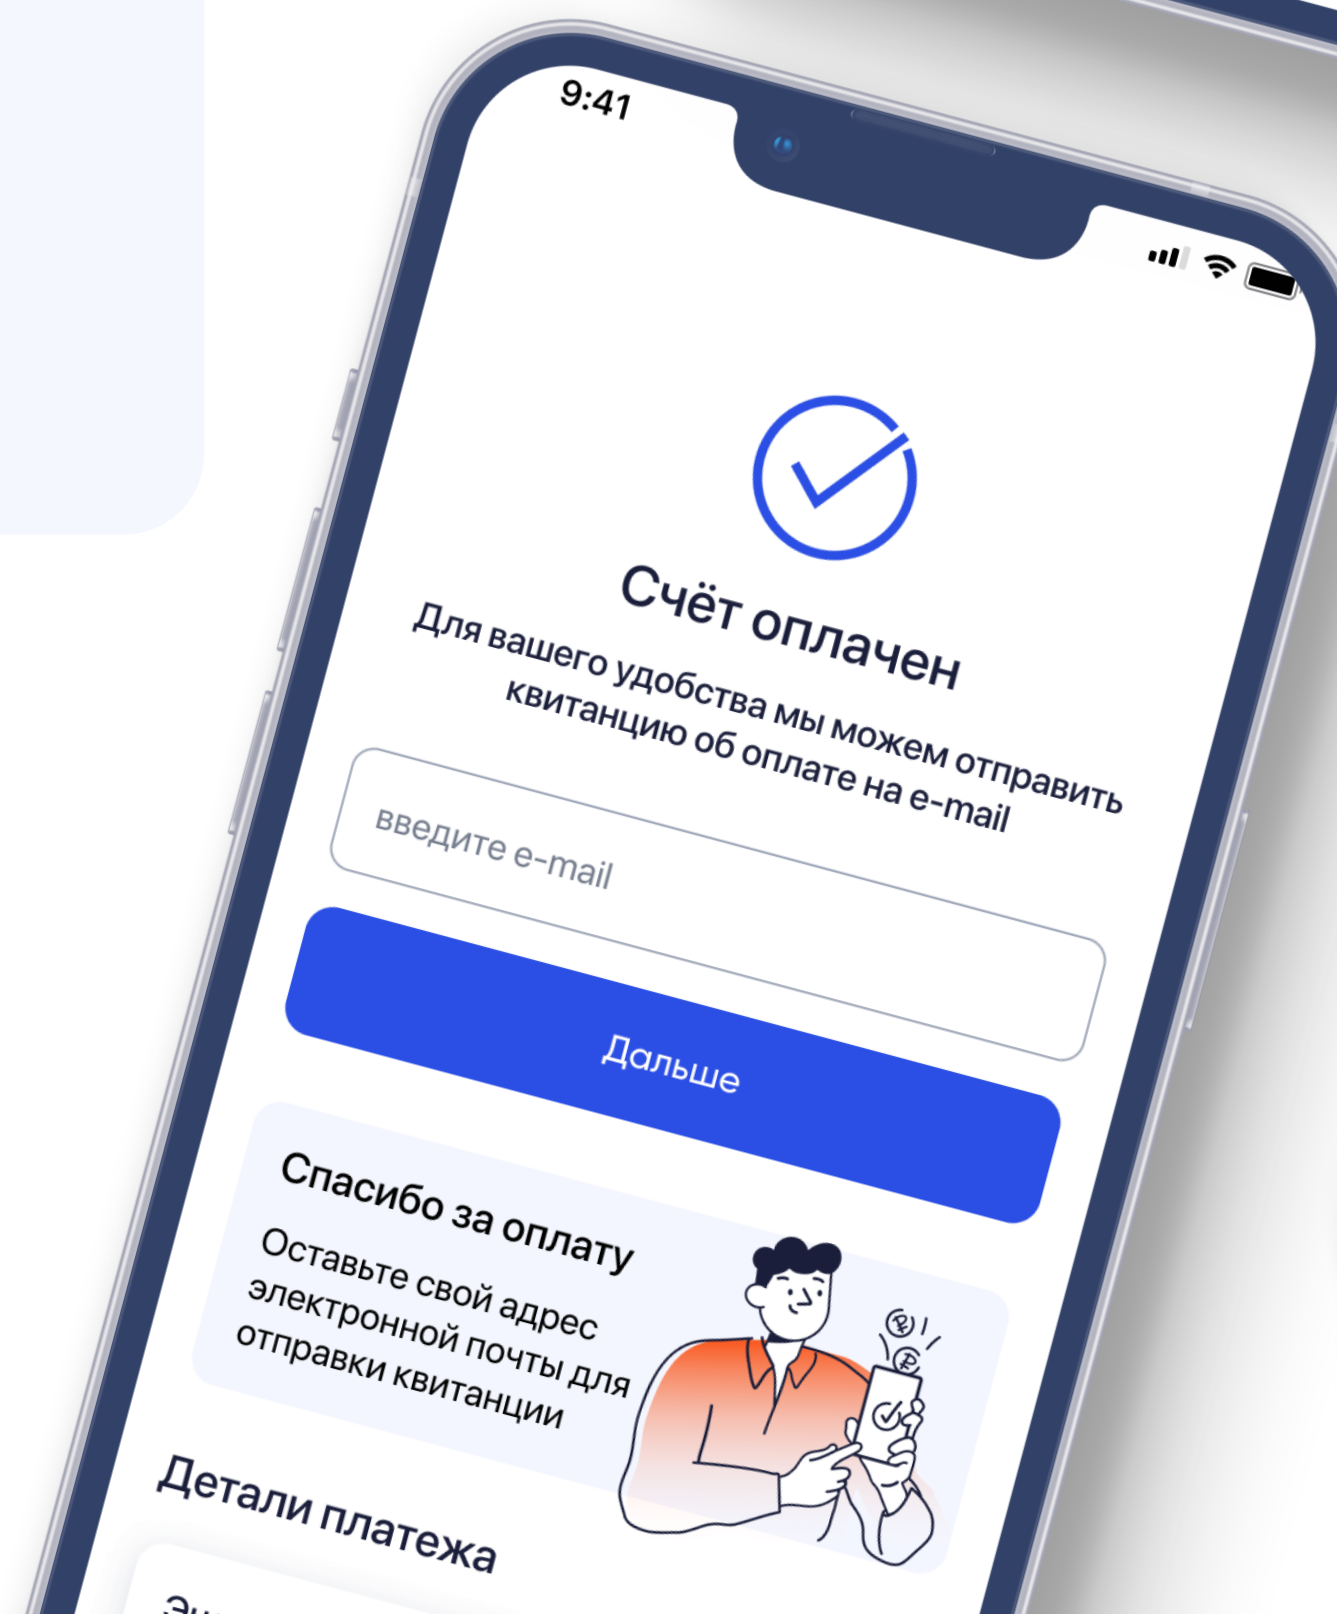 9:41
Счёт оплачен
Для вашего удобства мы можем отправить
квитанцию об оплате на e-mail
введите e-mail
Дальше
Спасибо за оплату
Оставьте свой адрес
электронной почты для
отправки квитанции
Детали платежа